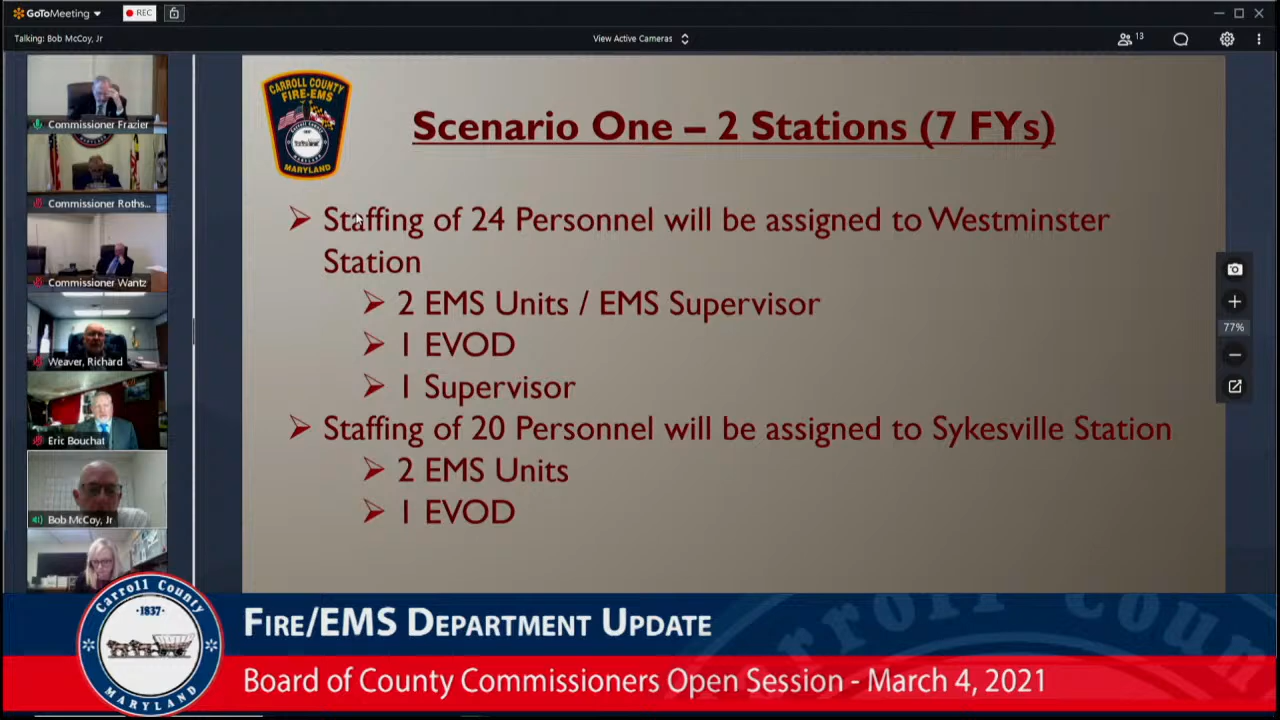 GoToMeeting
REC
Talking: Bob McCoy, Jr
View Active Cameras
13
Commissioner Frazier
Commissioner Roths...
Commissioner Wantz
Weaver, Richard
Eric Bouchat
Bob McCoy, Jr
CARROLL COUNTY
FIRE-EMS
MARYLAND
Scenario One – 2 Stations (7 FYs)
Staffing of 24 Personnel will be assigned to Westminster
Station
2 EMS Units / EMS Supervisor
1 EVOD
1 Supervisor
Staffing of 20 Personnel will be assigned to Sykesville Station
2 EMS Units
1 EVOD
77%
Carroll County
·1837·
MARYLAND
FIRE/EMS DEPARTMENT UPDATE
Board of County Commissioners Open Session - March 4, 2021